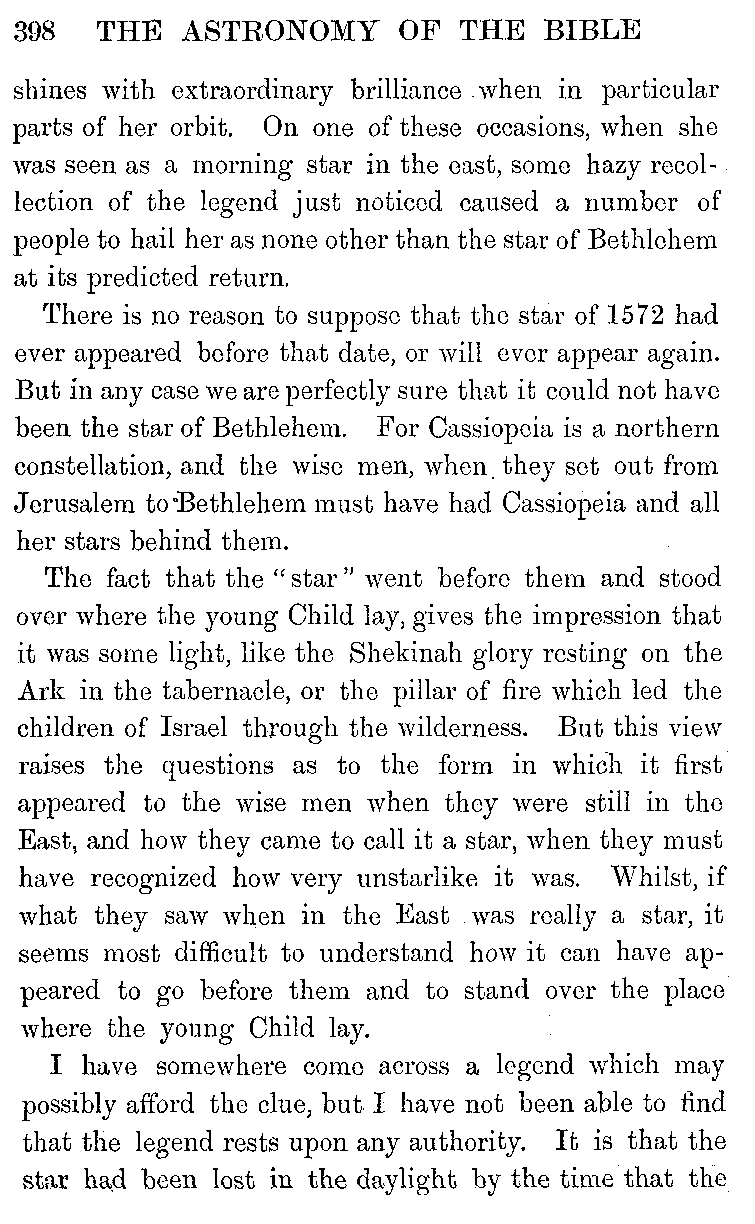 398 THE ASTRONOMY OF THE BIBLE
shines with extraordinary brilliance when in particular
parts of her orbit. On one of these occasions, when she
was seen as a morning star in the east, some hazy recol-
lection of the legend just noticed caused a number of
people to hail her as none other than the star of Bethlehem
at its predicted return.
There is no reason to suppose that the star of 1572 had
ever appeared before that date, or will ever appear again.
But in any case we are perfectly sure that it could not have
been the star of Bethlehem. For Cassiopeia is a northern
constellation, and the wise men, when they set out from
Jerusalem to Bethlehem must have had Cassiopeia and all
her stars behind them.
The fact that the "star" went before them and stood
over where the young Child lay, gives the impression that
it was some light, like the Shekinah glory resting on the
Ark in the tabernacle, or the pillar of fire which led the
children of Israel through the wilderness. But this view
raises the questions as to the form in which it first
appeared to the wise men when they were still in the
East, and how they came to call it a star, when they must
have recognized how very unstarlike it was. Whilst, if
what they saw when in the East was really a star, it
seems most difficult to understand how it can have ap-
peared to go before them and to stand over the place
where the young Child lay.
I have somewhere come across a legend which may
possibly afford the clue, but I have not been able to find
that the legend rests upon any authority. It is that the
star had been lost in the daylight by the time that the